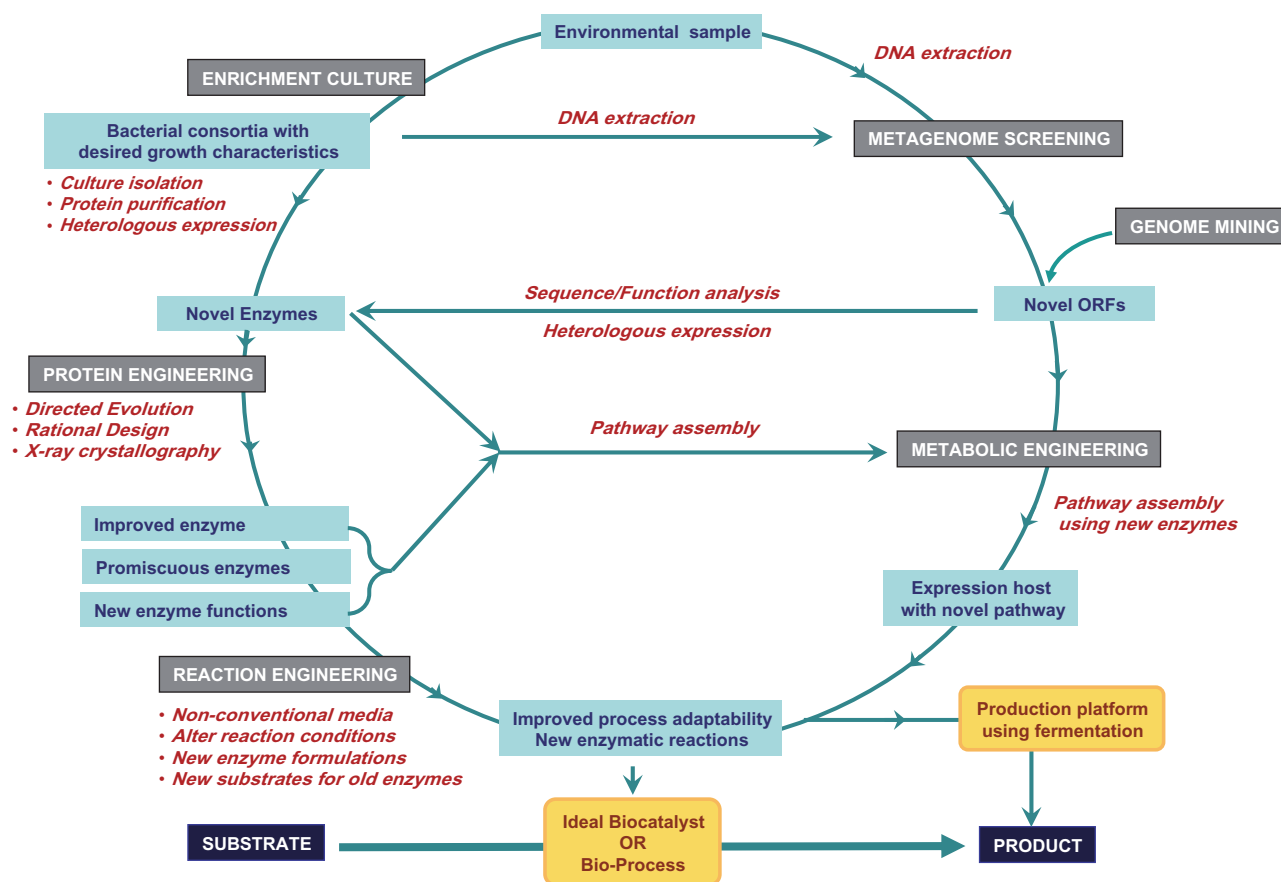 Environmental sample
DNA extraction
ENRICHMENT CULTURE
Bacterial consortia with
desired growth characteristics
DNA extraction
METAGENOME SCREENING
• Culture isolation
• Protein purification
• Heterologous expression
GENOME MINING
Novel Enzymes
Sequence/Function analysis
Heterologous expression
Novel ORFs
PROTEIN ENGINEERING
• Directed Evolution
• Rational Design
• X-ray crystallography
Pathway assembly
METABOLIC ENGINEERING
Pathway assembly
using new enzymes
Improved enzyme
Promiscuous enzymes
New enzyme functions
Expression host
with novel pathway
REACTION ENGINEERING
• Non-conventional media
• Alter reaction conditions
• New enzyme formulations
• New substrates for old enzymes
Improved process adaptability
New enzymatic reactions
Production platform
using fermentation
SUBSTRATE
Ideal Biocatalyst
OR
Bio-Process
PRODUCT